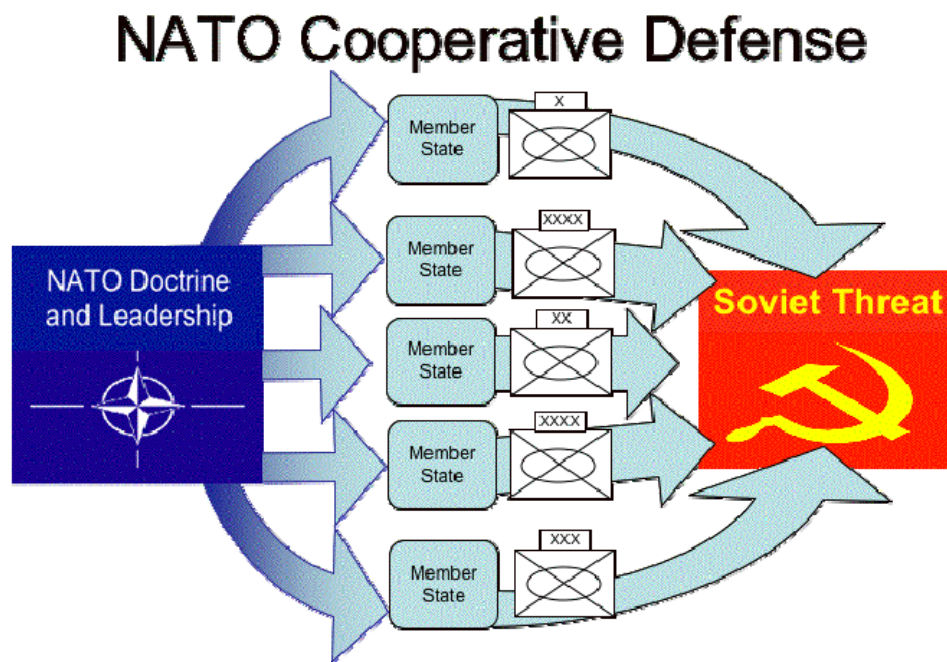 NATO Cooperative Defense
Member
State
X
Member
State
XXXX
NATO Doctrine
and Leadership
Soviet Threat
Member
State
XX
Member
State
XXXX
Member
State
XXX